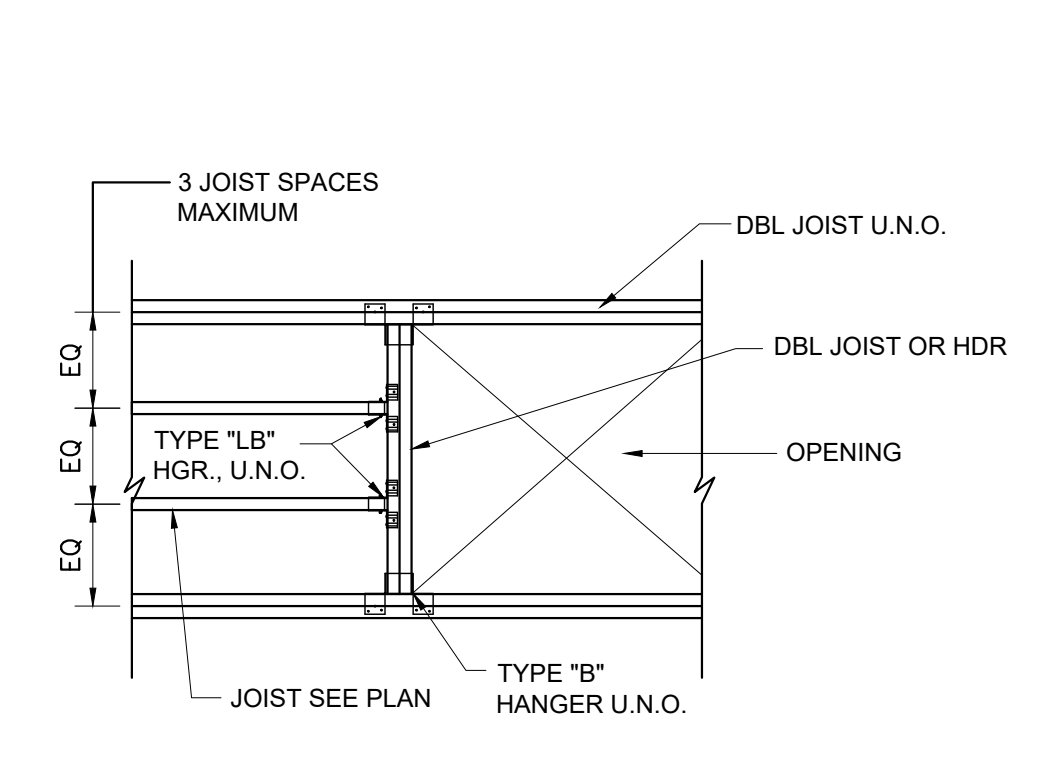 3 JOIST SPACES
MAXIMUM
DBL JOIST U.N.O.
DBL JOIST OR HDR
EQ
TYPE "LB"
HGR., U.N.O.
EQ
OPENING
EQ
TYPE "B"
HANGER U.N.O.
JOIST SEE PLAN